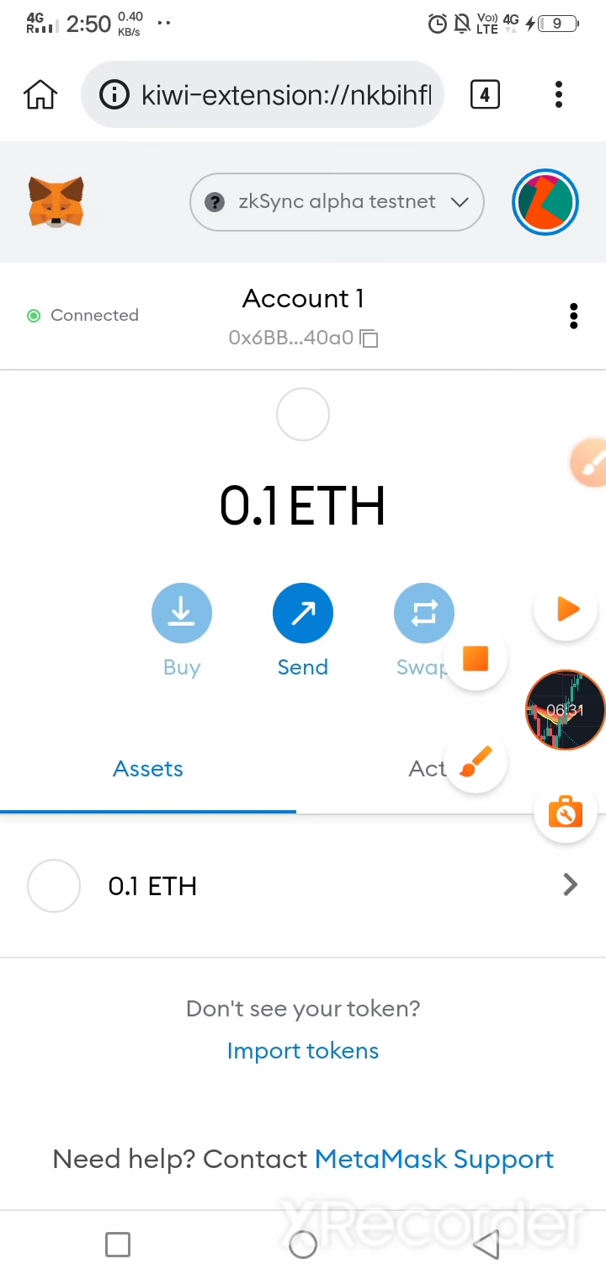 4G
R 2:50 0.40 KB/s ··
Vo) LTE 4G 9
kiwi-extension://nkbihfl
4
zkSync alpha testnet
Connected
Account 1
0x6BB...40a0
0.1 ETH
Buy
Send
Swap
06:31
Assets
Act
0.1 ETH
Don't see your token?
Import tokens
Need help? Contact MetaMask Support
XRecorder